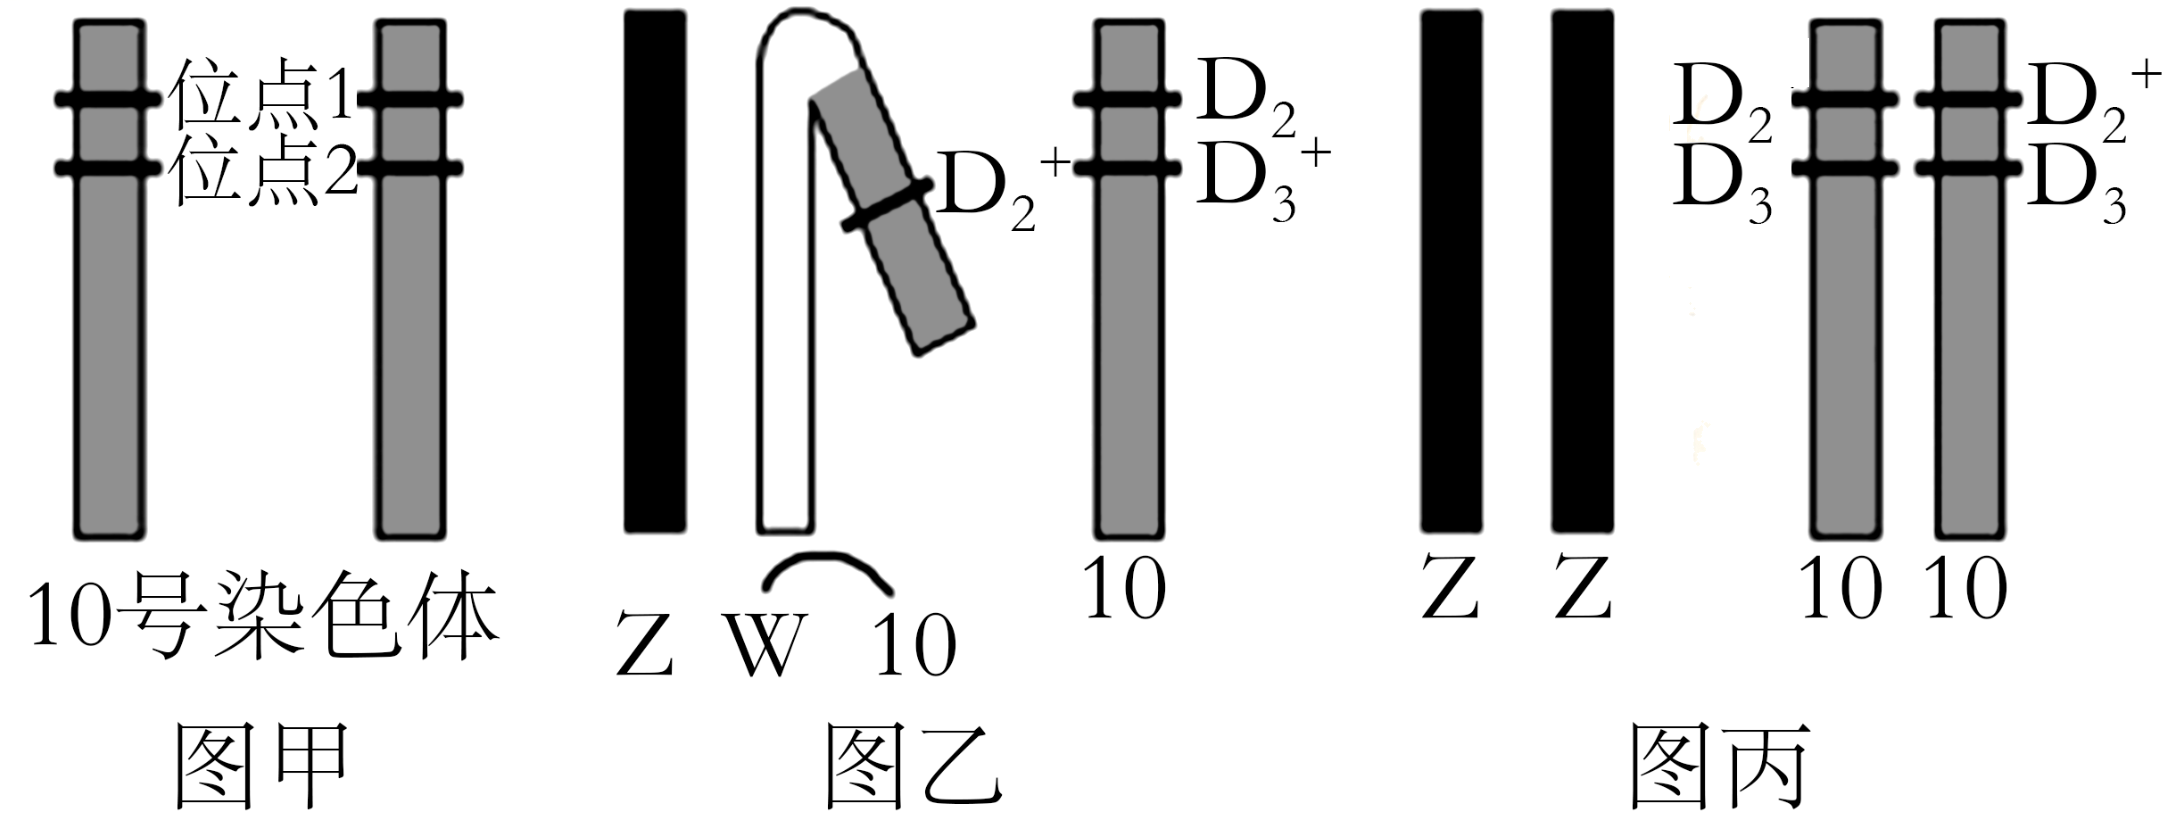 位点1
位点2
10号染色体
图甲
D₂⁺
D₂
D₃⁺
Z W 10 10
图乙
D₂ D₂⁺
D₃ D₃
Z Z 10 10
图丙